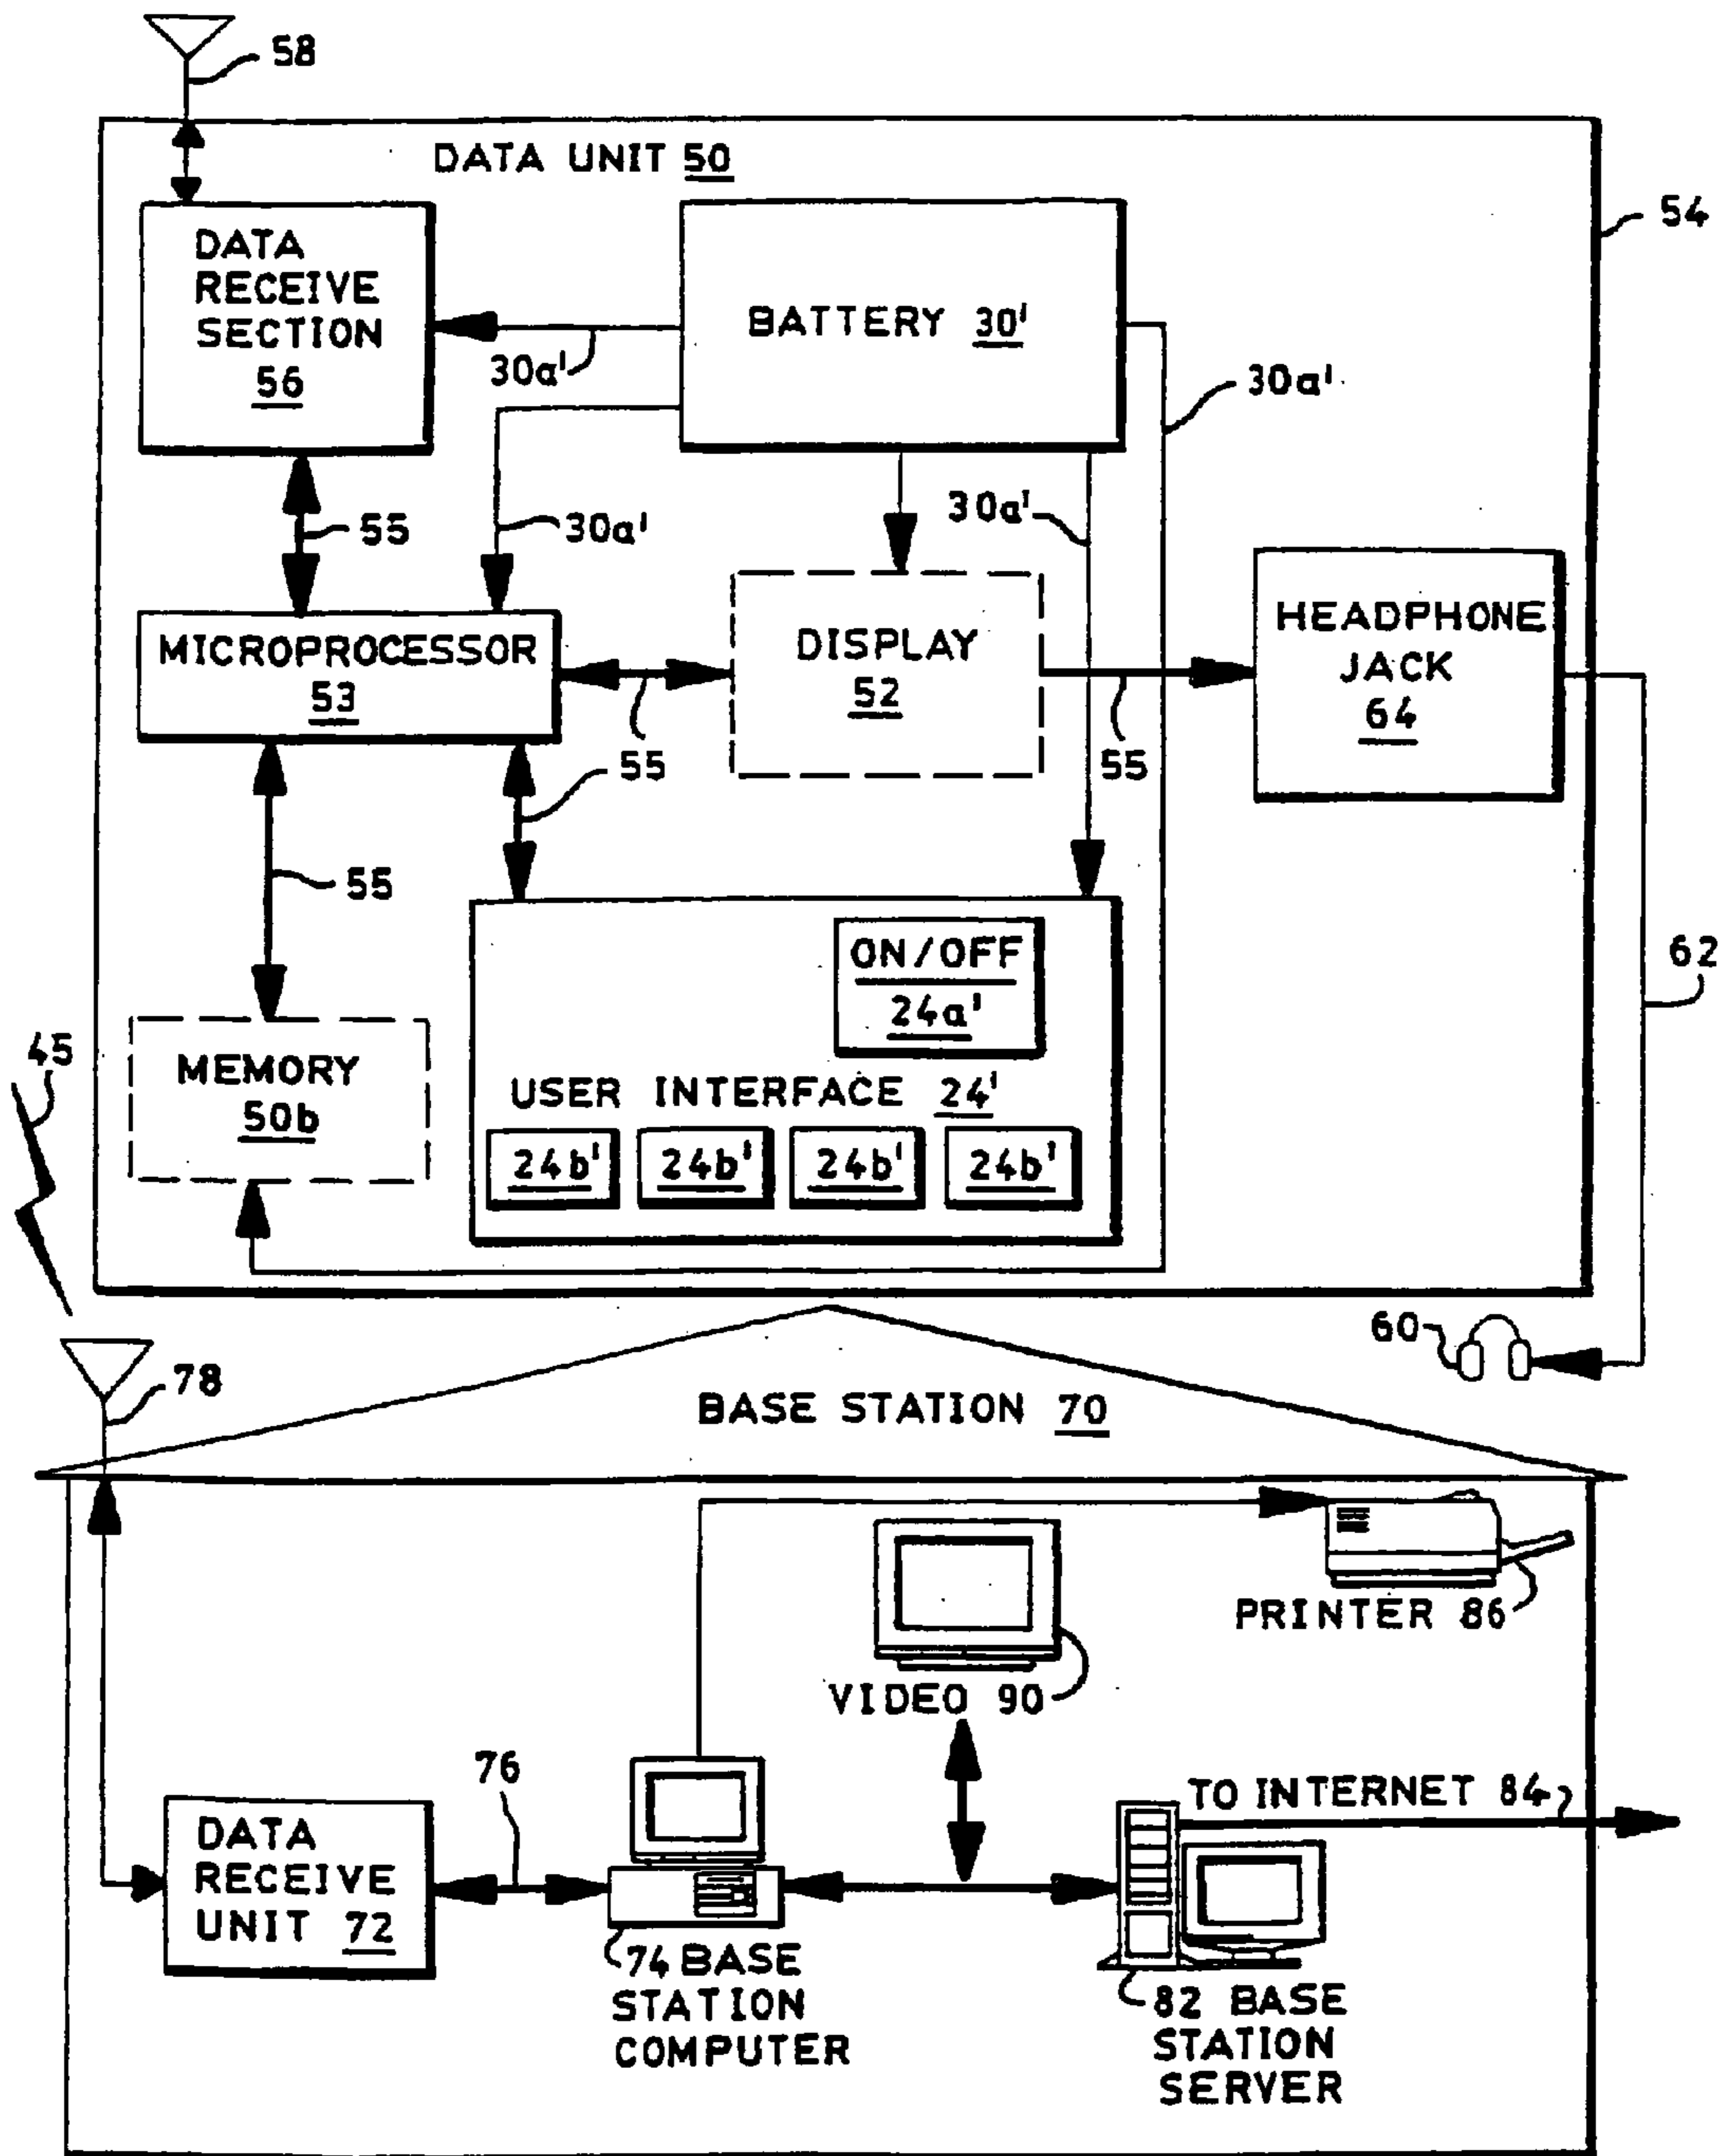 58
DATA UNIT 50
54
DATA
RECEIVE
SECTION
56
BATTERY 30'
30a'
30a'
30a'
30a'
55
MICROPROCESSOR
53
DISPLAY
52
HEADPHONE
JACK
64
55
55
55
55
ON/OFF
24a'
62
45
MEMORY
50b
USER INTERFACE 24'
24b' 24b' 24b' 24b'
60
78
BASE STATION 70
PRINTER 86
VIDEO 90
76
TO INTERNET 84
DATA
RECEIVE
UNIT 72
74 BASE
STATION
COMPUTER
82 BASE
STATION
SERVER